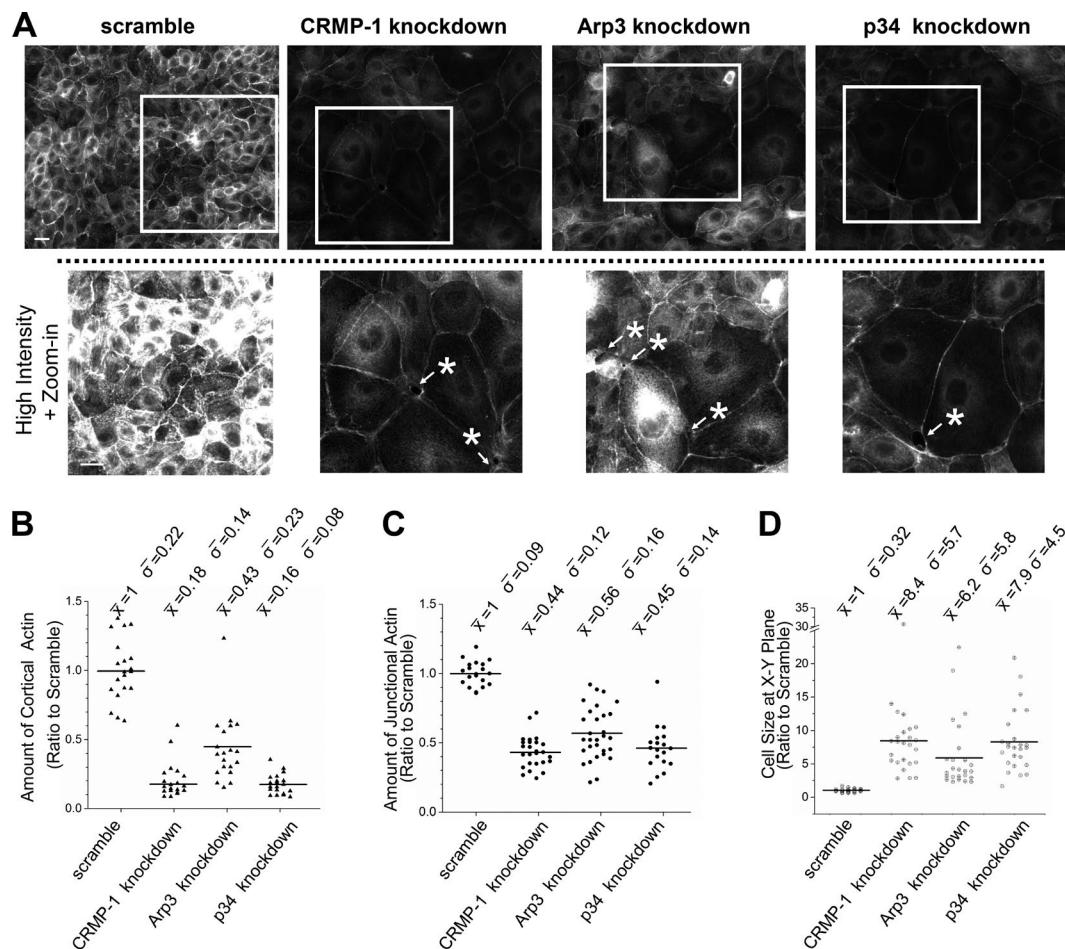 A
scramble
CRMP-1 knockdown
Arp3 knockdown
p34 knockdown
High Intensity
+ Zoom-in
*
*
*
*
*
*
B
x̄=1 σ̄=0.22
x̄=0.18 σ̄=0.14
x̄=0.43 σ̄=0.23
x̄=0.16 σ̄=0.08
Amount of Cortical Actin
(Ratio to Scramble)
1.5
1.0
0.5
0.0
scramble
CRMP-1 knockdown
Arp3 knockdown
p34 knockdown
C
x̄=1 σ̄=0.09
x̄=0.44 σ̄=0.12
x̄=0.56 σ̄=0.16
x̄=0.45 σ̄=0.14
Amount of Junctional Actin
(Ratio to Scramble)
1.5
1.0
0.5
0.0
scramble
CRMP-1 knockdown
Arp3 knockdown
p34 knockdown
D
x̄=1 σ̄=0.32
x̄=8.4 σ̄=5.7
x̄=6.2 σ̄=5.8
x̄=7.9 σ̄=4.5
Cell Size at X-Y Plane
(Ratio to Scramble)
35
30
20
15
10
5
0
scramble
CRMP-1 knockdown
Arp3 knockdown
p34 knockdown